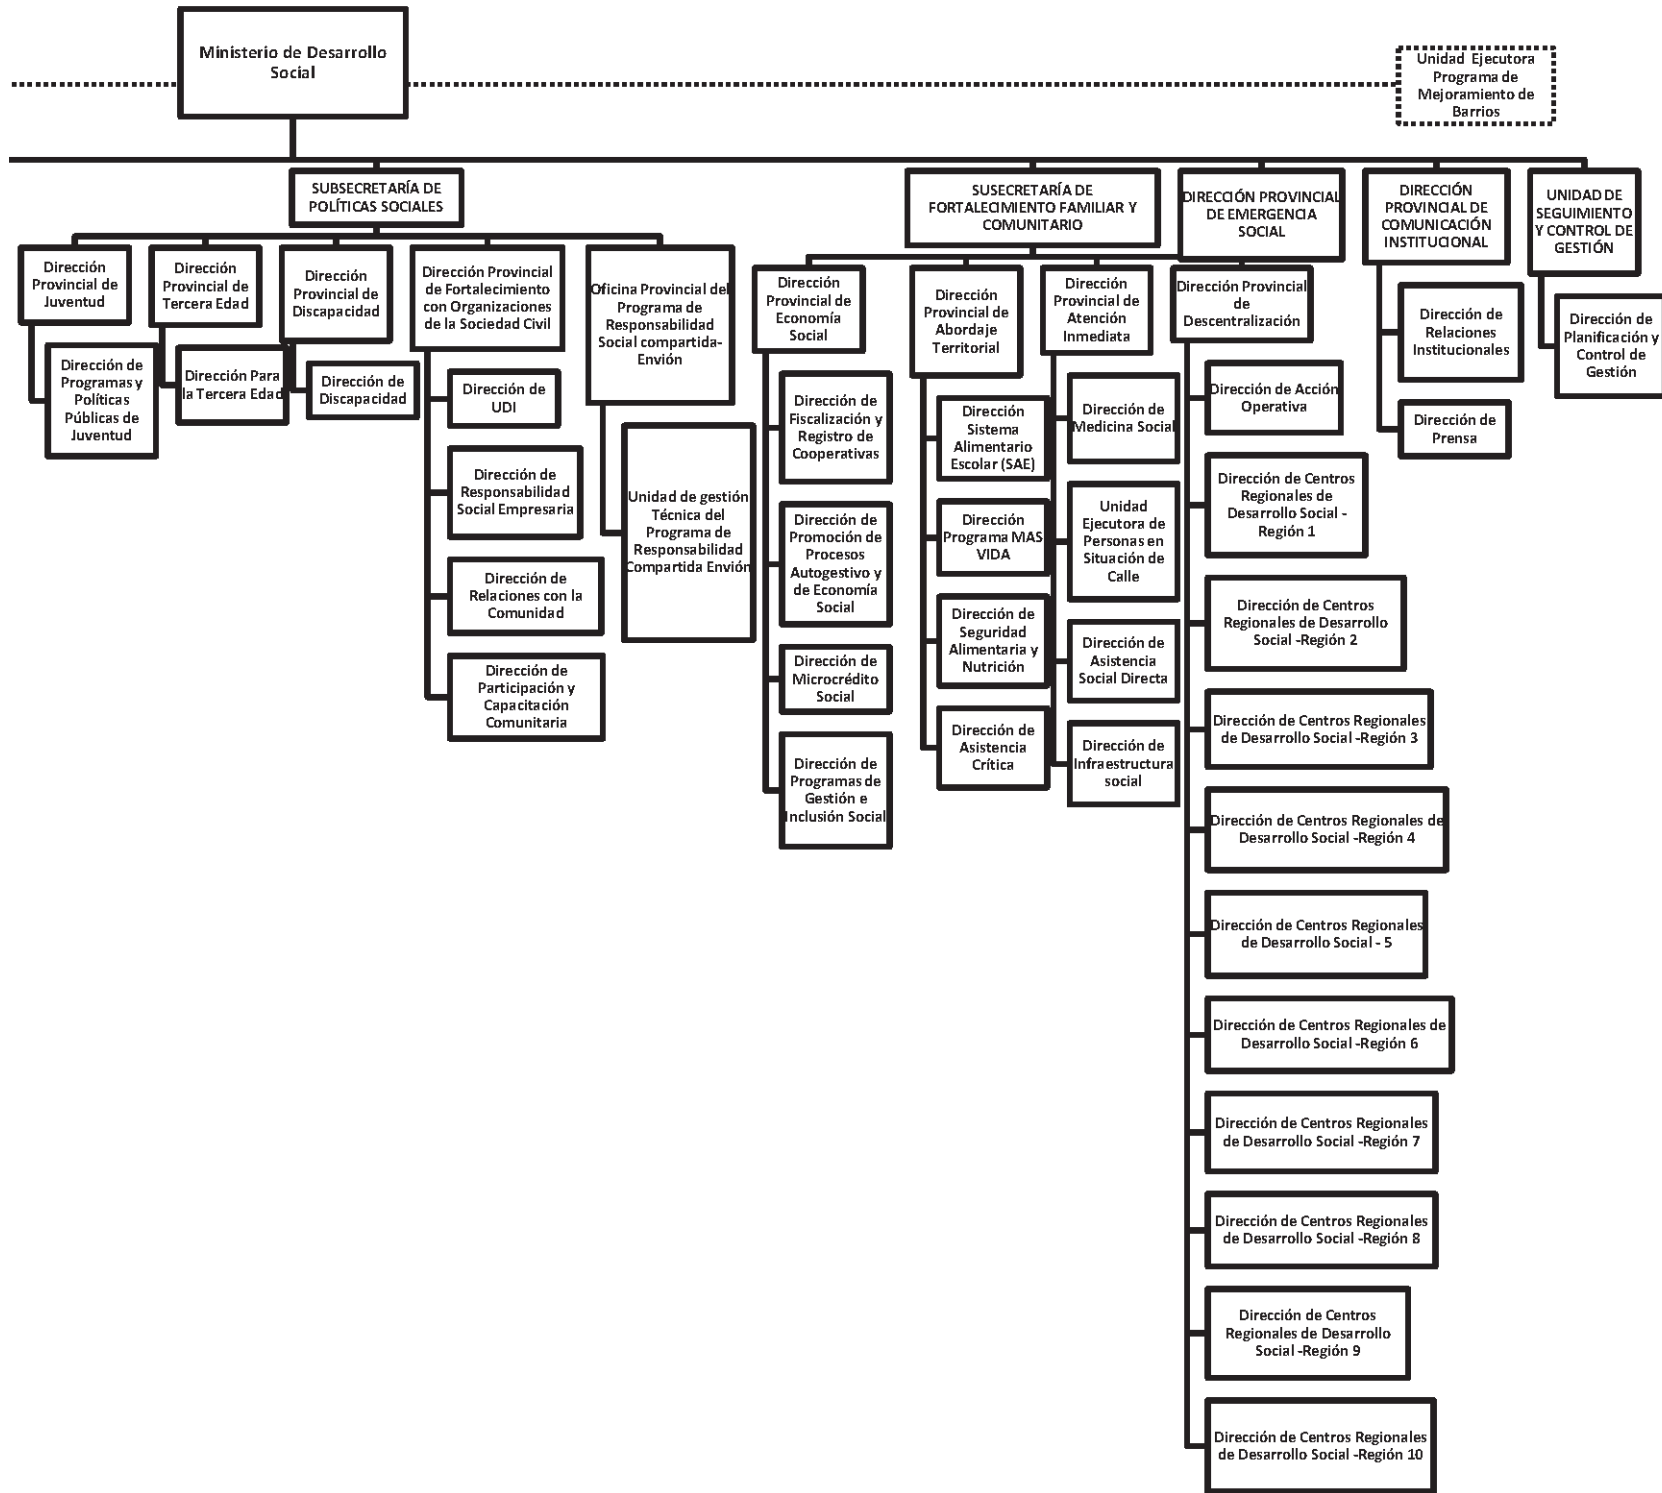 Ministerio de Desarrollo
Social
Unidad Ejecutora
Programa de
Mejoramiento de
Barrios
SUBSECRETARÍA DE
POLÍTICAS SOCIALES
SUSECRETARÍA DE
FORTALECIMIENTO FAMILIAR Y
COMUNITARIO
DIRECCIÓN PROVINCIAL
DE EMERGENCIA
SOCIAL
DIRECCIÓN
PROVINCIAL DE
COMUNICACIÓN
INSTITUCIONAL
UNIDAD DE
SEGUIMIENTO
Y CONTROL DE
GESTIÓN
Dirección
Provincial de
Juventud
Dirección de
Programas y
Políticas
Públicas de
Juventud
Dirección
Provincial de
Tercera Edad
Dirección Para
la Tercera Edad
Dirección
Provincial de
Discapacidad
Dirección de
Discapacidad
Dirección Provincial
de Fortalecimiento
con Organizaciones
de la Sociedad Civil
Dirección de
UDI
Dirección de
Responsabilidad
Social Empresaria
Dirección de
Relaciones con la
Comunidad
Dirección de
Participación y
Capacitación
Comunitaria
Oficina Provincial del
Programa de
Responsabilidad
Social compartida-
Envión
Unidad de gestión
Técnica del
Programa de
Responsabilidad
Compartida Envión
Dirección
Provincial de
Economía
Social
Dirección de
Fiscalización y
Registro de
Cooperativas
Dirección de
Promoción de
Procesos
Autogestivo y
de Economía
Social
Dirección de
Microcrédito
Social
Dirección de
Programas de
Gestión e
Inclusión Social
Dirección
Provincial de
Abordaje
Territorial
Dirección
Sistema
Alimentario
Escolar (SAE)
Dirección
Programa MAS
VIDA
Dirección de
Seguridad
Alimentaria y
Nutrición
Dirección de
Asistencia
Crítica
Dirección
Provincial de
Atención
Inmediata
Dirección de
Medicina Social
Unidad
Ejecutora de
Personas en
Situación de
Calle
Dirección de
Asistencia
Social Directa
Dirección de
Infraestructura
social
Dirección Provincial
de
Descentralización
Dirección de Acción
Operativa
Dirección de Centros
Regionales de
Desarrollo Social -
Región 1
Dirección de Centros
Regionales de Desarrollo
Social -Región 2
Dirección de Centros Regionales
de Desarrollo Social -Región 3
Dirección de Centros Regionales de
Desarrollo Social -Región 4
Dirección de Centros Regionales
de Desarrollo Social - 5
Dirección de Centros Regionales de
Desarrollo Social -Región 6
Dirección de Centros Regionales
de Desarrollo Social -Región 7
Dirección de Centros Regionales
de Desarrollo Social -Región 8
Dirección de Centros
Regionales de Desarrollo
Social -Región 9
Dirección de Centros Regionales
de Desarrollo Social -Región 10
Dirección de
Relaciones
Institucionales
Dirección de
Prensa
Dirección de
Planificación y
Control de
Gestión